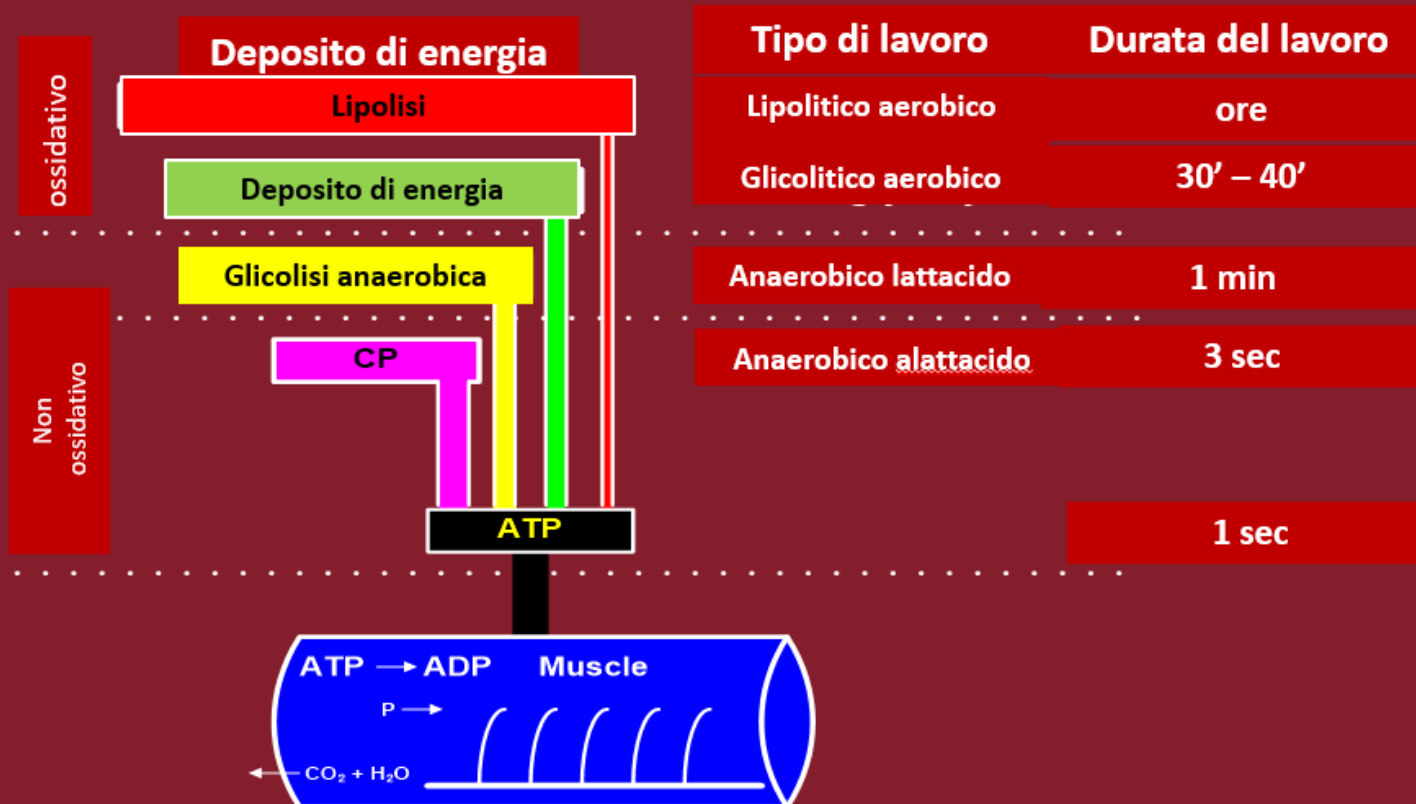 Deposito di energia
Tipo di lavoro
Durata del lavoro
ossidativo
Lipolisi
Lipolitico aerobico
ore
Deposito di energia
Glicolitico aerobico
30’ – 40’
Glicolisi anaerobica
Anaerobico lattacido
1 min
Non
ossidativo
CP
Anaerobico alattacido
3 sec
ATP
1 sec
ATP → ADP Muscle
P →
← CO₂ + H₂O